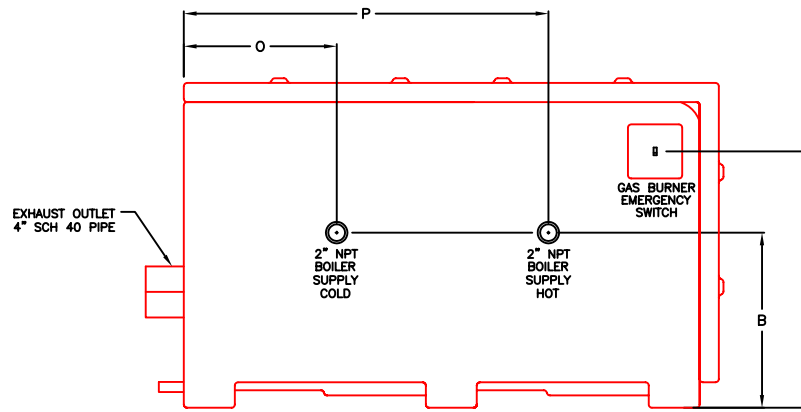 P
O
GAS BURNER
EMERGENCY
SWITCH
EXHAUST OUTLET
4" SCH 40 PIPE
2" NPT
BOILER
SUPPLY
COLD
2" NPT
BOILER
SUPPLY
HOT
B